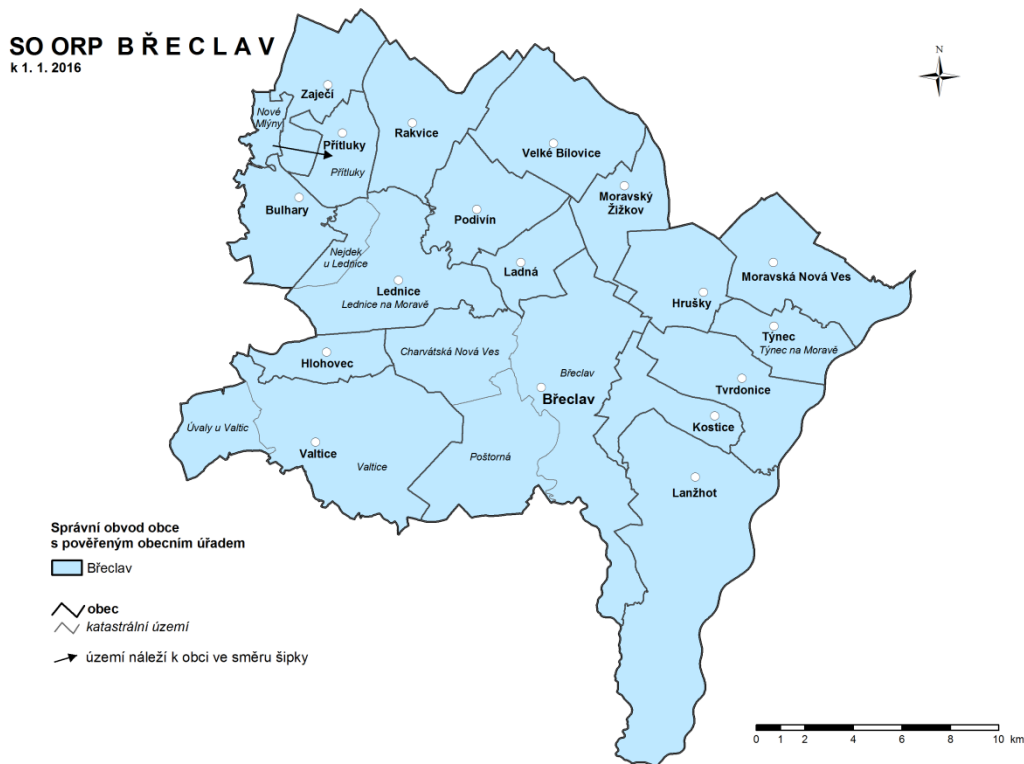 SO ORP BŘECLAV
k 1. 1. 2016
N
Zaječí
Nové
Mlýny
Přítluky
Přítluky
Rakvice
Velké Bílovice
Moravský
Žižkov
Bulhary
Podivín
Nejdek
u Lednice
Ladná
Moravská Nová Ves
Lednice
Lednice na Moravě
Hrušky
Týnec
Týnec na Moravě
Charvátská Nová Ves
Hlohovec
Břeclav
Břeclav
Tvrdonice
Kostice
Úvaly u Valtic
Valtice
Valtice
Poštorná
Lanžhot
Správní obvod obce
s pověřeným obecním úřadem
Břeclav
obec
katastrální území
území náleží k obci ve směru šipky
0 1 2 4 6 8 10 km